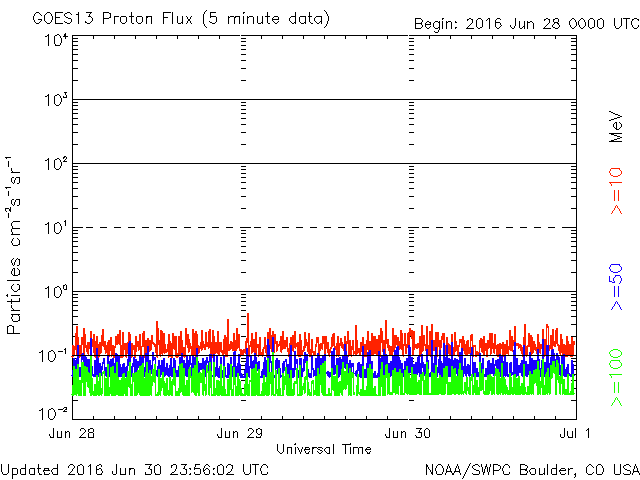 GOES13 Proton Flux (5 minute data)
Begin: 2016 Jun 28 0000 UTC
10⁴
10³
10²
10¹
10⁰
10⁻¹
10⁻²
Particles cm⁻²s⁻¹sr⁻¹
MeV
>=10
>=50
>=100
Jun 28
Jun 29
Jun 30
Jul 1
Universal Time
Updated 2016 Jun 30 23:56:02 UTC
NOAA/SWPC Boulder, CO USA